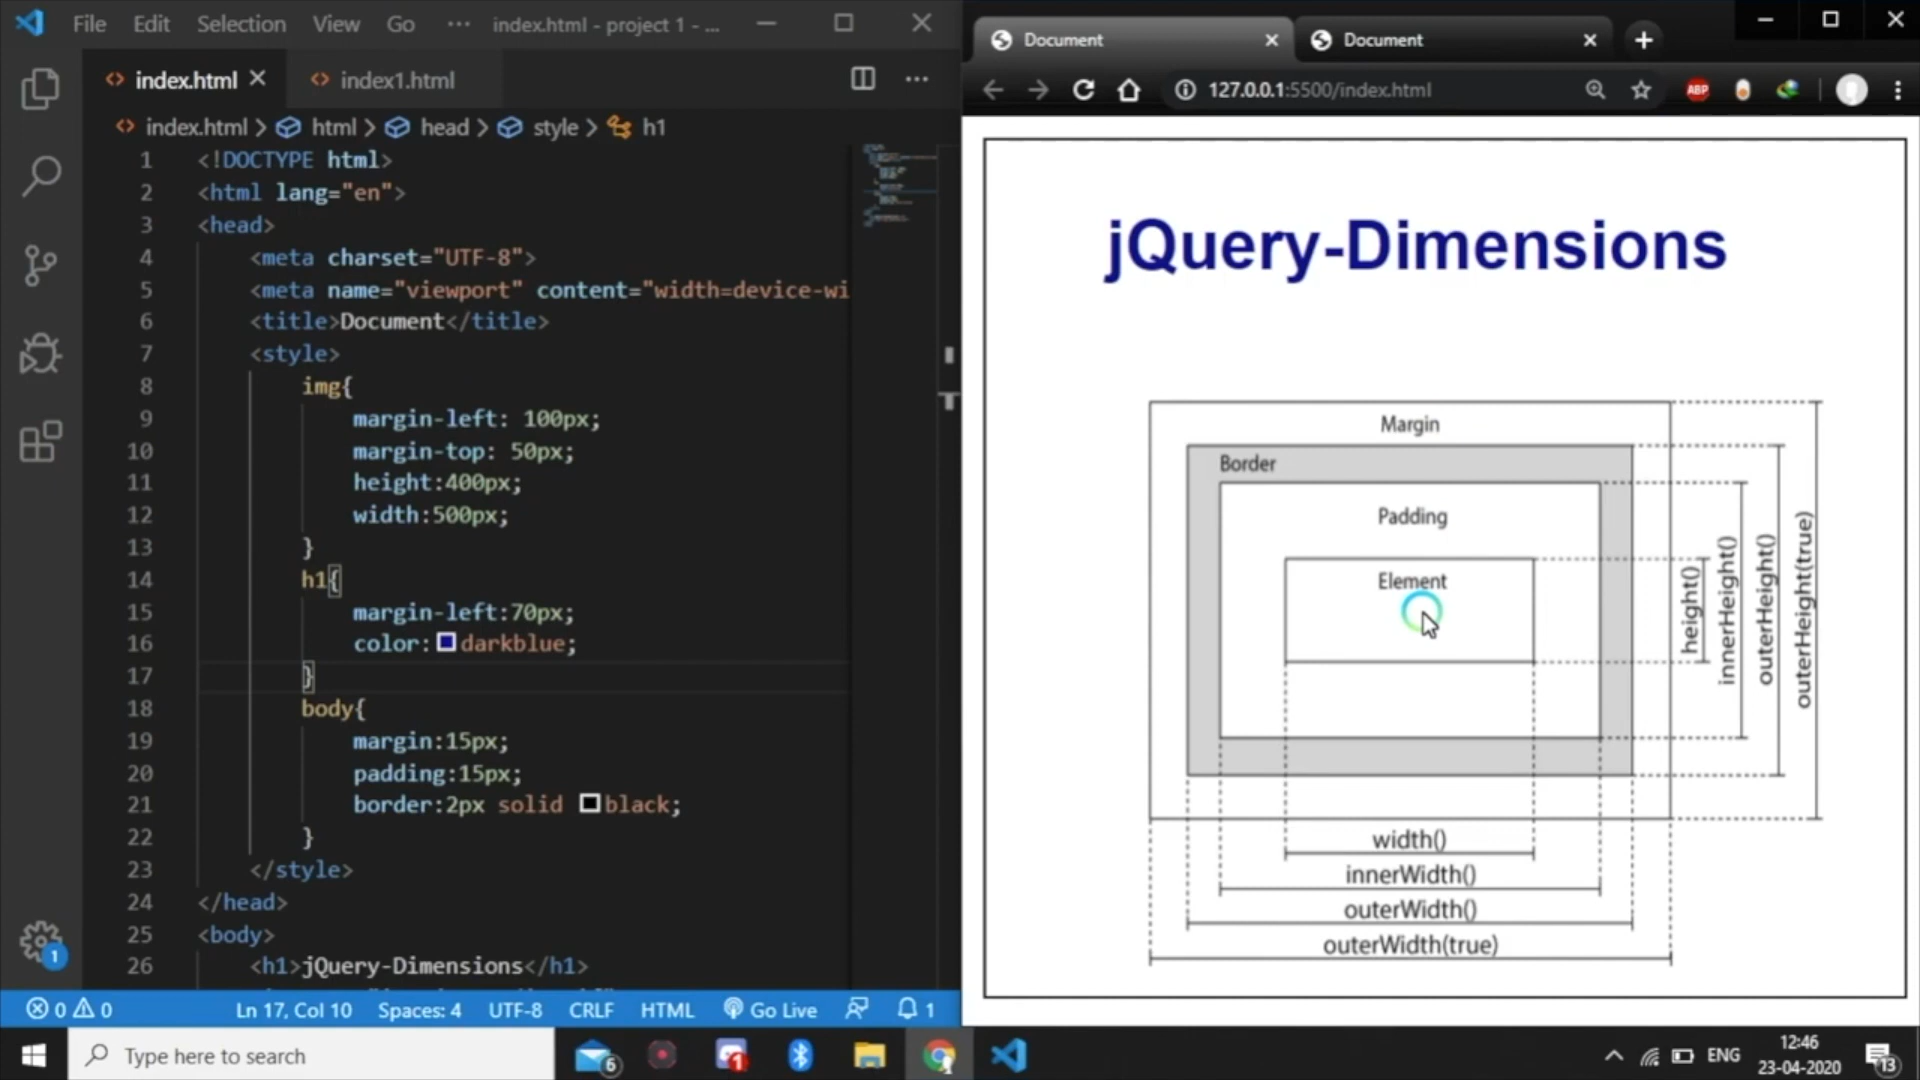 File Edit Selection View Go ··· index.html - project 1 - ...
index.html index1.html
index.html > html > head > style > h1
1 <!DOCTYPE html>
2 <html lang="en">
3 <head>
4 <meta charset="UTF-8">
5 <meta name="viewport" content="width=device-wi
6 <title>Document</title>
7 <style>
8 img{
9 margin-left: 100px;
10 margin-top: 50px;
11 height:400px;
12 width:500px;
13 }
14 h1{
15 margin-left:70px;
16 color:darkblue;
17 }
18 body{
19 margin:15px;
20 padding:15px;
21 border:2px solid black;
22 }
23 </style>
24 </head>
25 <body>
26 <h1>jQuery-Dimensions</h1>
1
0 0 Ln 17, Col 10 Spaces: 4 UTF-8 CRLF HTML Go Live 1
Document Document
127.0.0.1:5500/index.html ABP
jQuery-Dimensions
Margin
Border
Padding
Element
height()
innerHeight()
outerHeight()
outerHeight(true)
width()
innerWidth()
outerWidth()
outerWidth(true)
Type here to search 6 1 ENG 12:46
23-04-2020 13